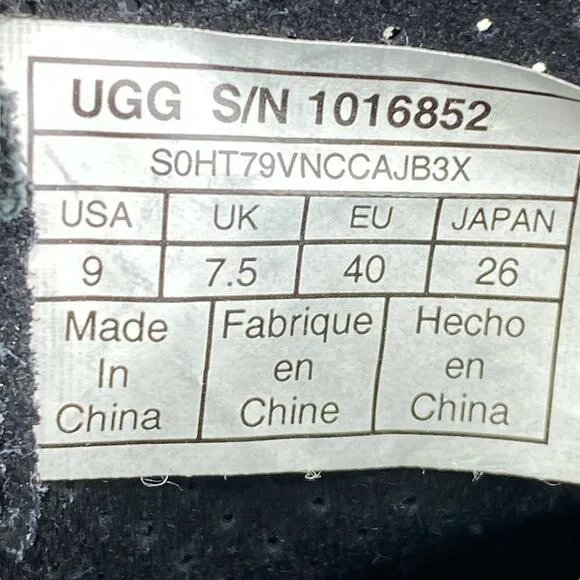 UGG S/N 1016852
S0HT79VNCCAJB3X
USA UK EU JAPAN
9 7.5 40 26
Made Fabrique Hecho
In en en
China Chine China